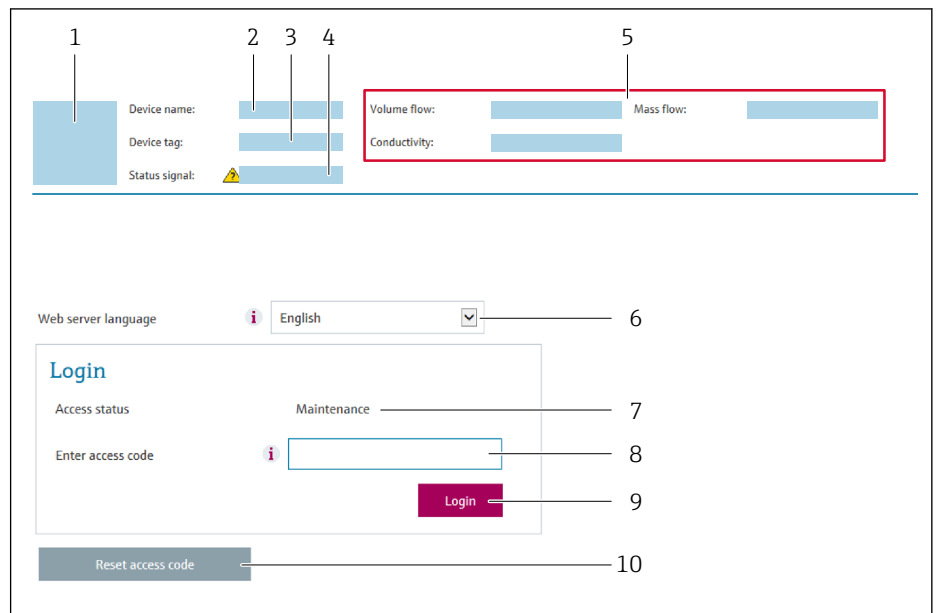 1 2 3 4 5
Device name: Volume flow: Mass flow:
Device tag: Conductivity:
Status signal: ?
Web server language i English 6
Login
Access status Maintenance 7
Enter access code i 8
Login 9
Reset access code 10